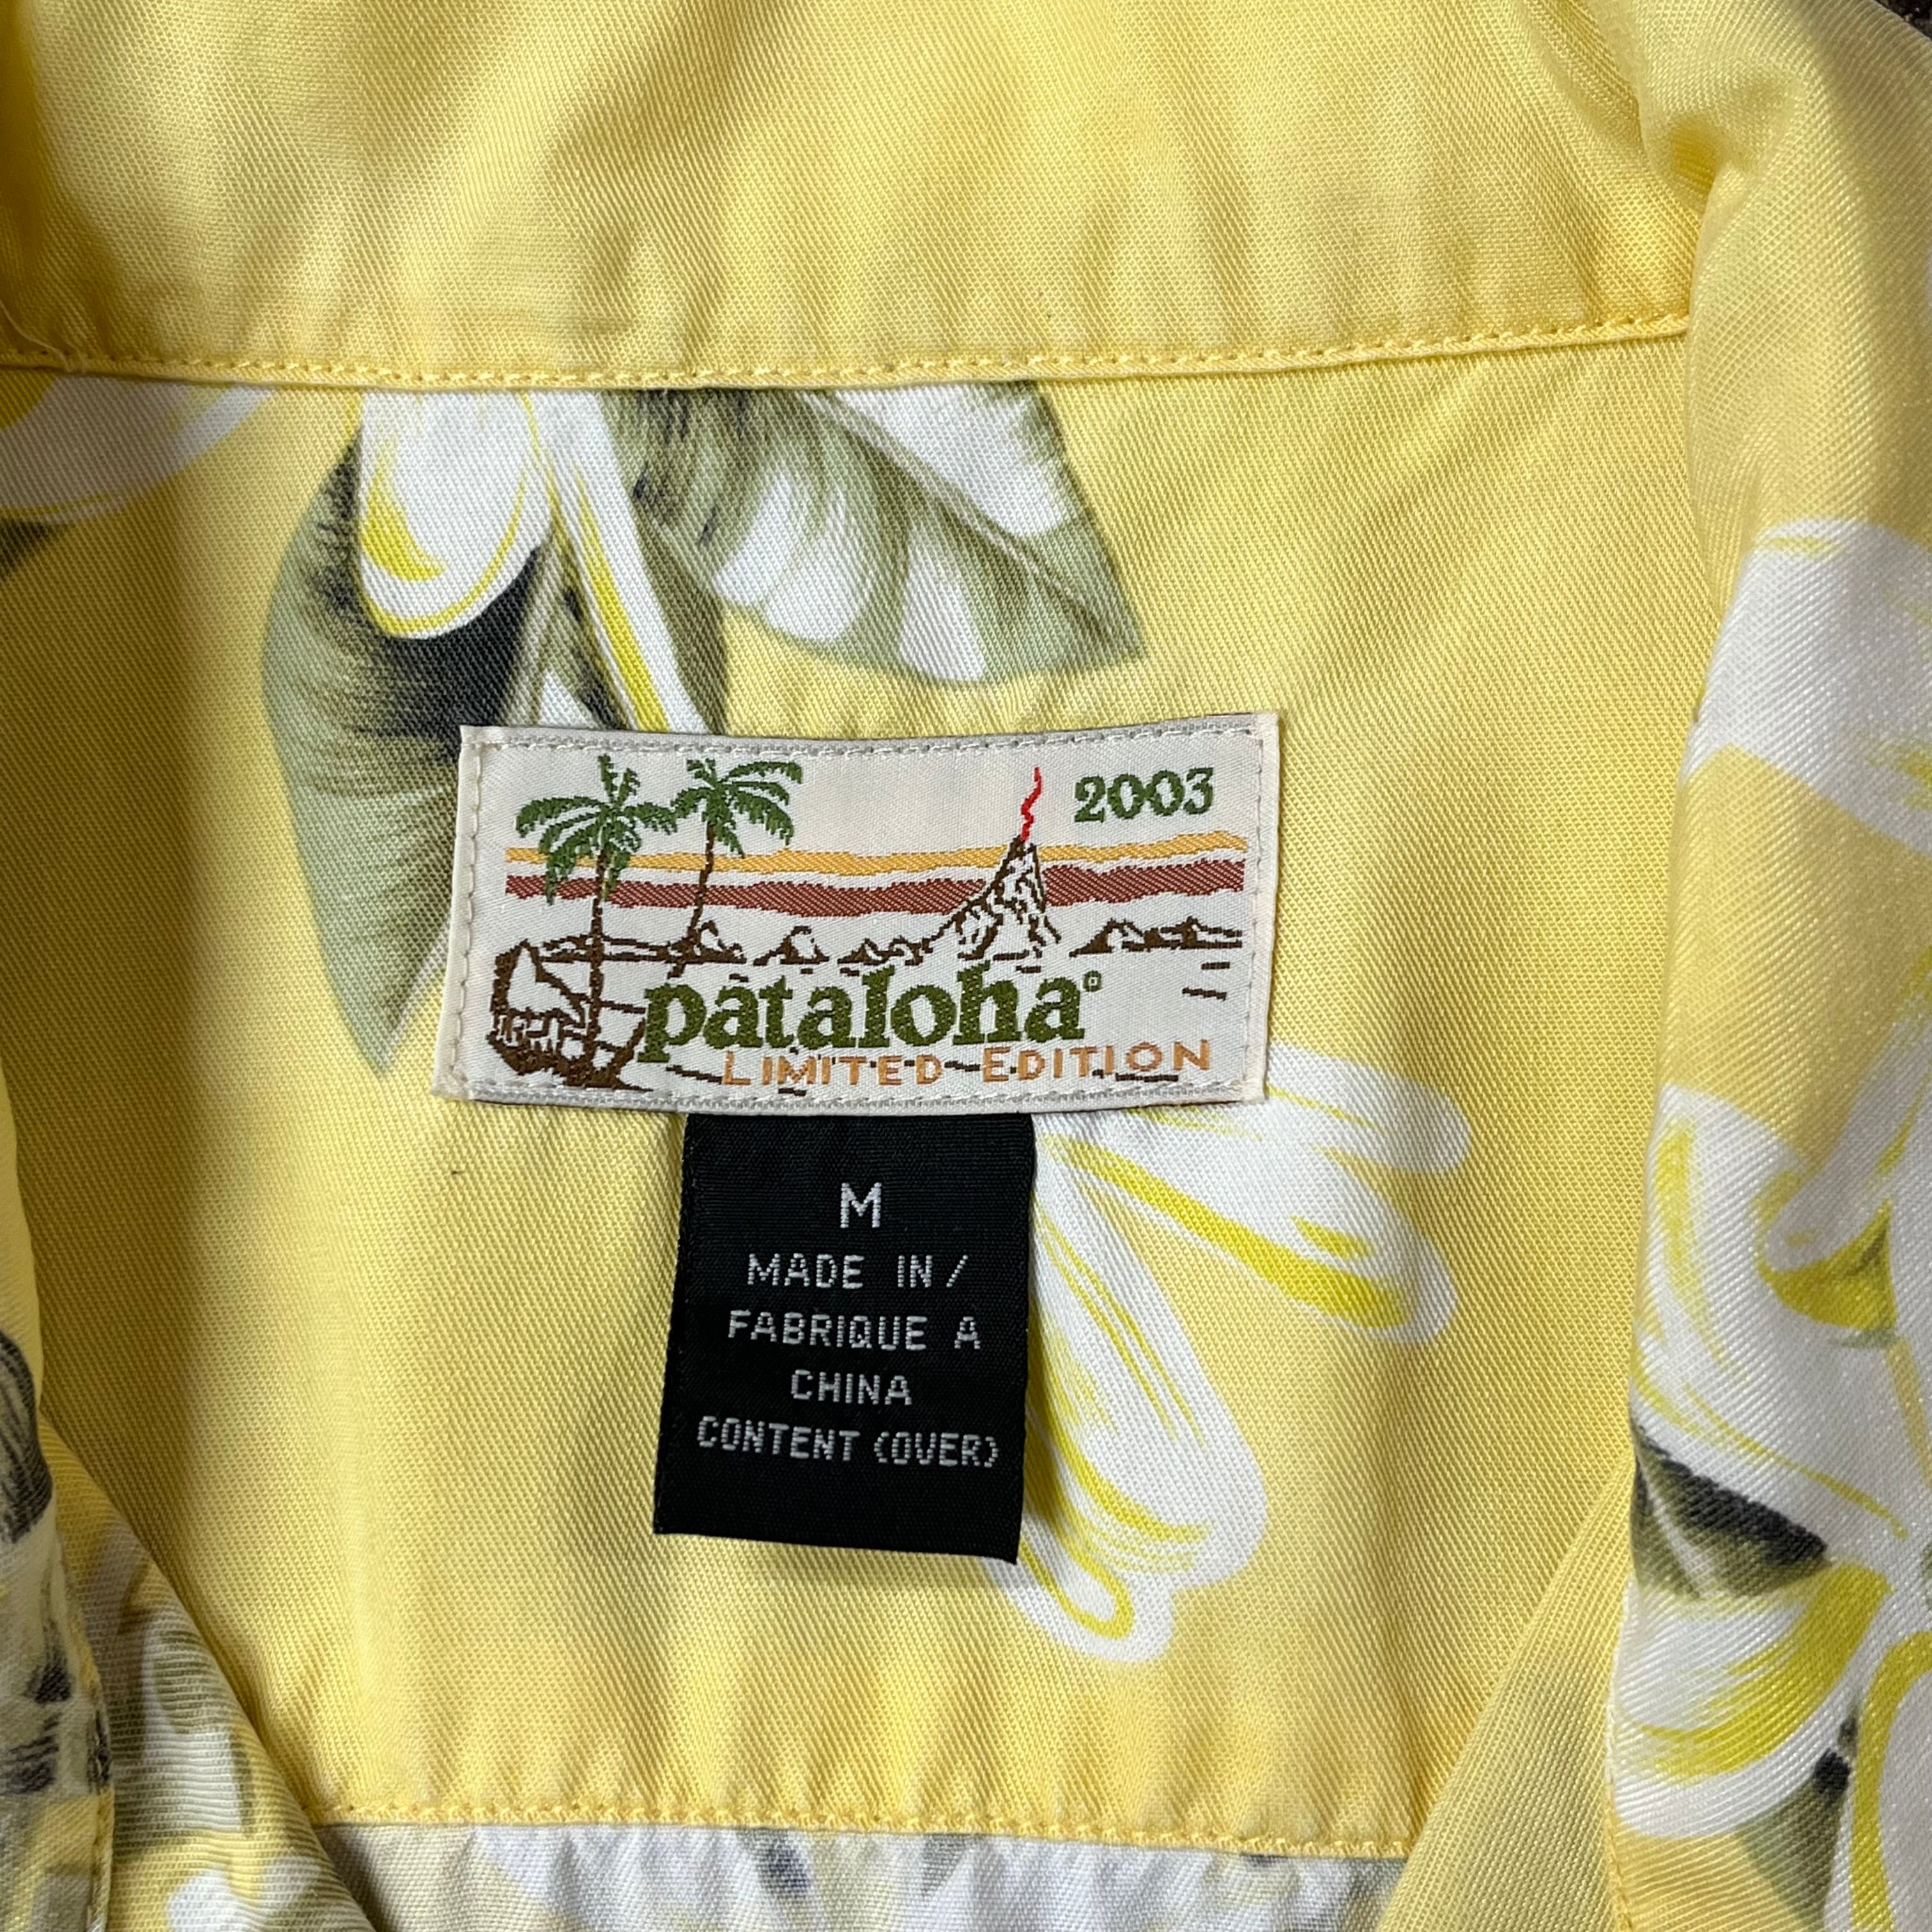 2003
pataloha®
LIMITED EDITION
M
MADE IN /
FABRIQUE A
CHINA
CONTENT (OVER)